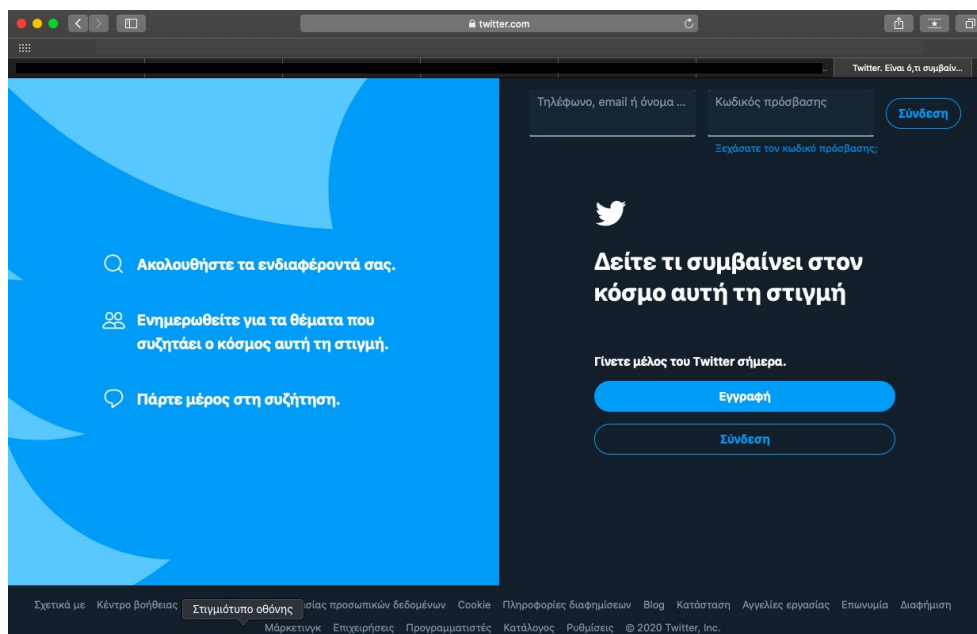 twitter.com
Twitter. Είναι ό,τι συμβαίν...
Τηλέφωνο, email ή όνομα ...
Κωδικός πρόσβασης
Σύνδεση
Ξεχάσατε τον κωδικό πρόσβασης;
Ακολουθήστε τα ενδιαφέροντά σας.
Ενημερωθείτε για τα θέματα που
συζητάει ο κόσμος αυτή τη στιγμή.
Πάρτε μέρος στη συζήτηση.
Δείτε τι συμβαίνει στον
κόσμο αυτή τη στιγμή
Γίνετε μέλος του Twitter σήμερα.
Εγγραφή
Σύνδεση
Σχετικά με Κέντρο βοήθειας προσωπικών δεδομένων Cookie Πληροφορίες διαφημίσεων Blog Κατάσταση Αγγελίες εργασίας Επωνυμία Διαφήμιση
Στιγμιότυπο οθόνης
Μάρκετινγκ Επιχειρήσεις Προγραμματιστές Κατάλογος Ρυθμίσεις © 2020 Twitter, Inc.